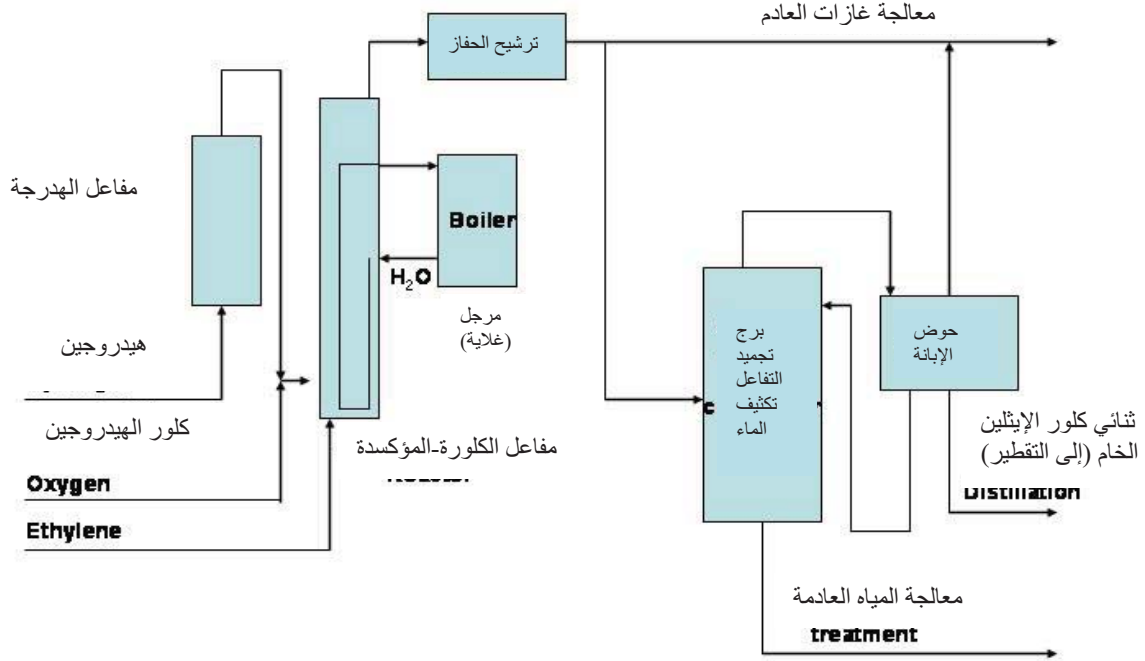 معالجة غازات العادم
ترشيح الحفاز
مفاعل الهدرجة
Boiler
H₂O
مرجل
(غلاية)
هيدروجين
كلور الهيدروجين
مفاعل الكلورة-المؤكسدة
Oxygen
Ethylene
برج
تجميد
التفاعل
تكثيف
الماء
حوض
الإبانة
ثنائي كلور الإيثلين
الخام (إلى التقطير)
Distillation
معالجة المياه العادمة
treatment